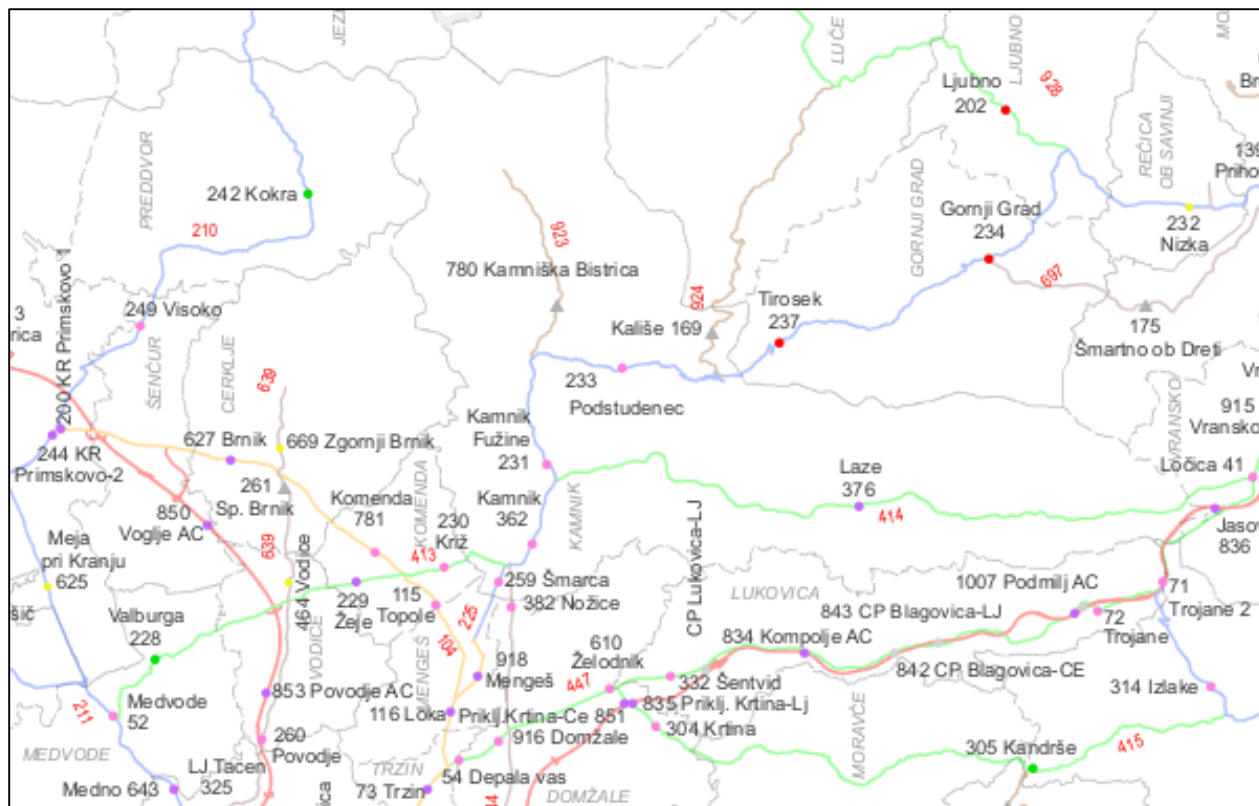 JEZ
LUČE
LJUBNO
MO
Ljubno
202
928
Br
REČICA
OB SAVINJI
139
Priho
PREDDVOR
242 Kokra
210
GORNJI GRAD
Gornji Grad
234
232
Nizka
923
780 Kamniška Bistrica
924
697
Tirosek
237
Kališe 169
175
Šmartno ob Dreti
249 Visoko
3
rica
200 KR Primskovo 1
ŠENČUR
CERKLJE
639
233
Podstudenec
VRANSKO
Vr
915
Vransko
Kamnik
Fužine
231
627 Brnik
669 Zgornji Brnik
244 KR
Primskovo-2
Ločica 41
261
Sp. Brnik
Komenda
781
KOMENDA
Kamnik
362
KAMNIK
Laze
376
414
CP Lukovica-LJ
850
Voglje AC
230
Križ
413
Jasov
836
Meja
pri Kranju
625
639
464 Vodice
229
Žeje
115
Topole
259 Šmarca
382 Nožice
LUKOVICA
1007 Podmilj AC
71
Trojane 2
šič
Valburga
228
VODICE
225
843 CP Blagovica-LJ
72
Trojane
MENGEŠ
104
610
Želodnik
834 Kompolje AC
842 CP Blagovica-CE
918
Mengeš
447
332 Šentvid
314 Izlake
853 Povodje AC
116 Loka
Priklj.Krtina-Ce 851
835 Priklj. Krtina-Lj
Medvode
52
211
304 Krtina
260
Povodje
916 Domžale
MORAVČE
305 Kandrše
415
MEDVODE
LJ Tacen
325
TRZIN
54 Depala vas
Medno 643
ica
73 Trzin
44
DOMŽALE